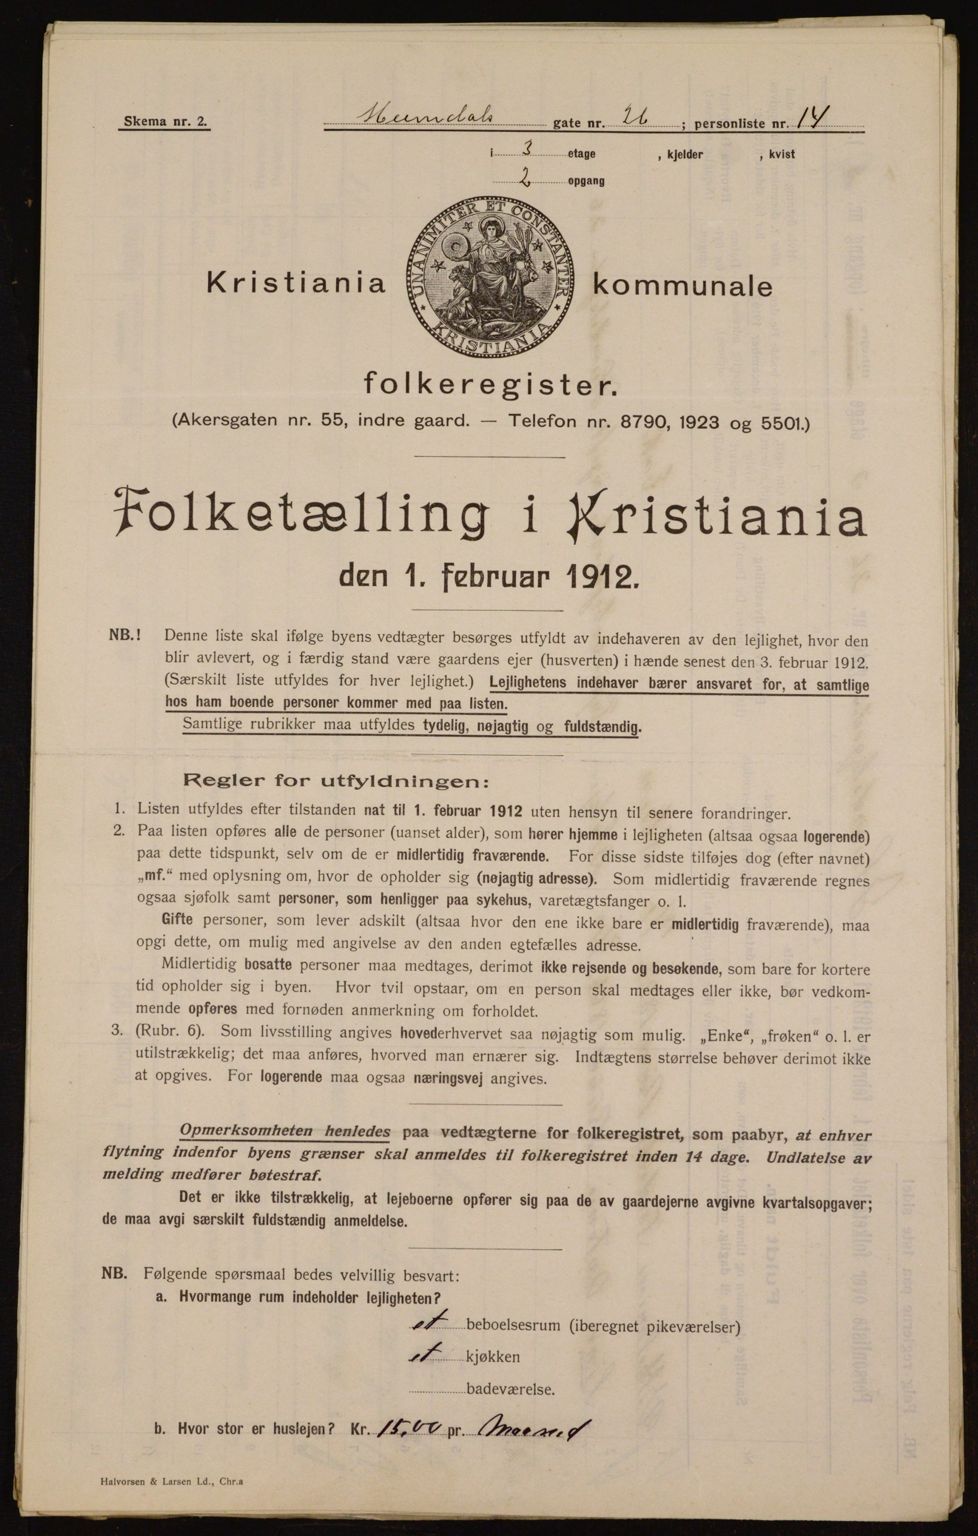 Skema nr. 2.
gate nr. 26 ; personliste nr. 14
i 3 etage , kjelder , kvist
2 opgang
UNANIMITER ET CONSTANTER
KRISTIANIA
Kristiania kommunale
folkeregister.
(Akersgaten nr. 55, indre gaard. — Telefon nr. 8790, 1923 og 5501.)
Folketælling i Kristiania
den 1. februar 1912.
NB.! Denne liste skal ifølge byens vedtægter besørges utfyldt av indehaveren av den lejlighet, hvor den
blir avlevert, og i færdig stand være gaardens ejer (husverten) i hænde senest den 3. februar 1912.
(Særskilt liste utfyldes for hver lejlighet.) Lejlighetens indehaver bærer ansvaret for, at samtlige
hos ham boende personer kommer med paa listen.
Samtlige rubrikker maa utfyldes tydelig, nøjagtig og fuldstændig.
Regler for utfyldningen:
1. Listen utfyldes efter tilstanden nat til 1. februar 1912 uten hensyn til senere forandringer.
2. Paa listen opføres alle de personer (uanset alder), som hører hjemme i lejligheten (altsaa ogsaa logerende)
paa dette tidspunkt, selv om de er midlertidig fraværende. For disse sidste tilføjes dog (efter navnet)
„mf.“ med oplysning om, hvor de opholder sig (nøjagtig adresse). Som midlertidig fraværende regnes
ogsaa sjøfolk samt personer, som henligger paa sykehus, varetægtsfanger o. l.
Gifte personer, som lever adskilt (altsaa hvor den ene ikke bare er midlertidig fraværende), maa
opgi dette, om mulig med angivelse av den anden egtefælles adresse.
Midlertidig bosatte personer maa medtages, derimot ikke rejsende og besøkende, som bare for kortere
tid opholder sig i byen. Hvor tvil opstaar, om en person skal medtages eller ikke, bør vedkom-
mende opføres med fornøden anmerkning om forholdet.
3. (Rubr. 6). Som livsstilling angives hovederhvervet saa nøjagtig som mulig. „Enke“, „frøken“ o. l. er
utilstrækkelig; det maa anføres, hvorved man ernærer sig. Indtægtens størrelse behøver derimot ikke
at opgives. For logerende maa ogsaa næringsvej angives.
Opmerksomheten henledes paa vedtægterne for folkeregistret, som paabyr, at enhver
flytning indenfor byens grænser skal anmeldes til folkeregistret inden 14 dage. Undlatelse av
melding medfører bøtestraf.
Det er ikke tilstrækkelig, at lejeboerne opfører sig paa de av gaardejerne avgivne kvartalsopgaver;
de maa avgi særskilt fuldstændig anmeldelse.
NB. Følgende spørsmaal bedes velvillig besvart:
a. Hvormange rum indeholder lejligheten?
et beboelsesrum (iberegnet pikeværelser)
et kjøkken
badeværelse.
b. Hvor stor er huslejen? Kr. 15,00 pr. Maaned
Halvorsen & Larsen Ld., Chr.a